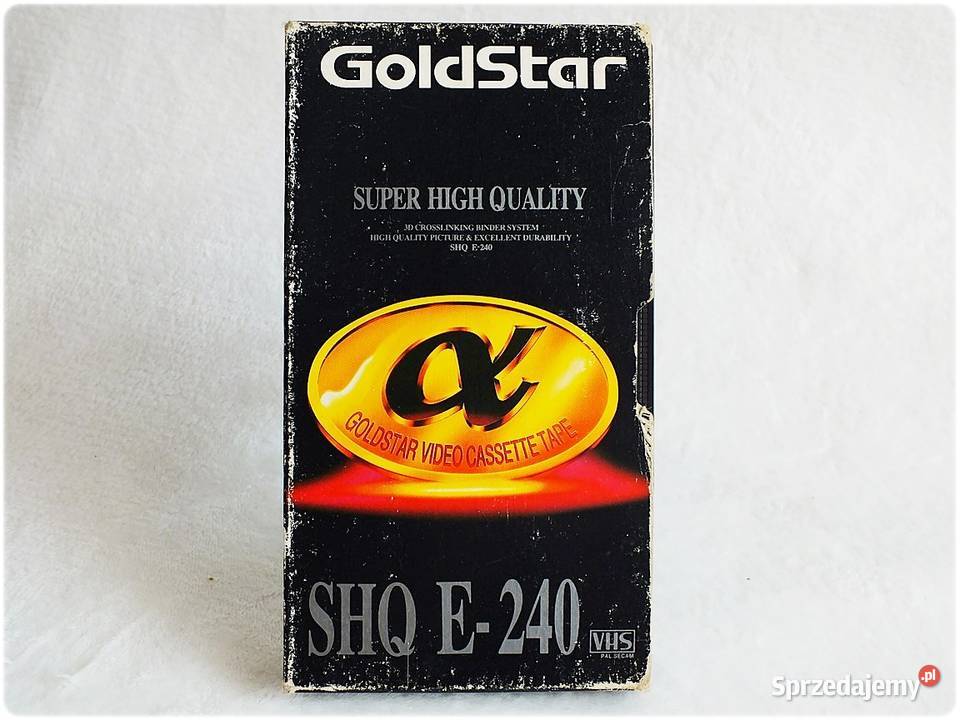 GoldStar
SUPER HIGH QUALITY
3D CROSSLINKING BINDER SYSTEM
HIGH QUALITY PICTURE & EXCELLENT DURABILITY
SHQ E-240
α
GOLDSTAR VIDEO CASSETTE TAPE
SHQ E-240
VHS
PAL SECAM
Sprzedajemy.pl